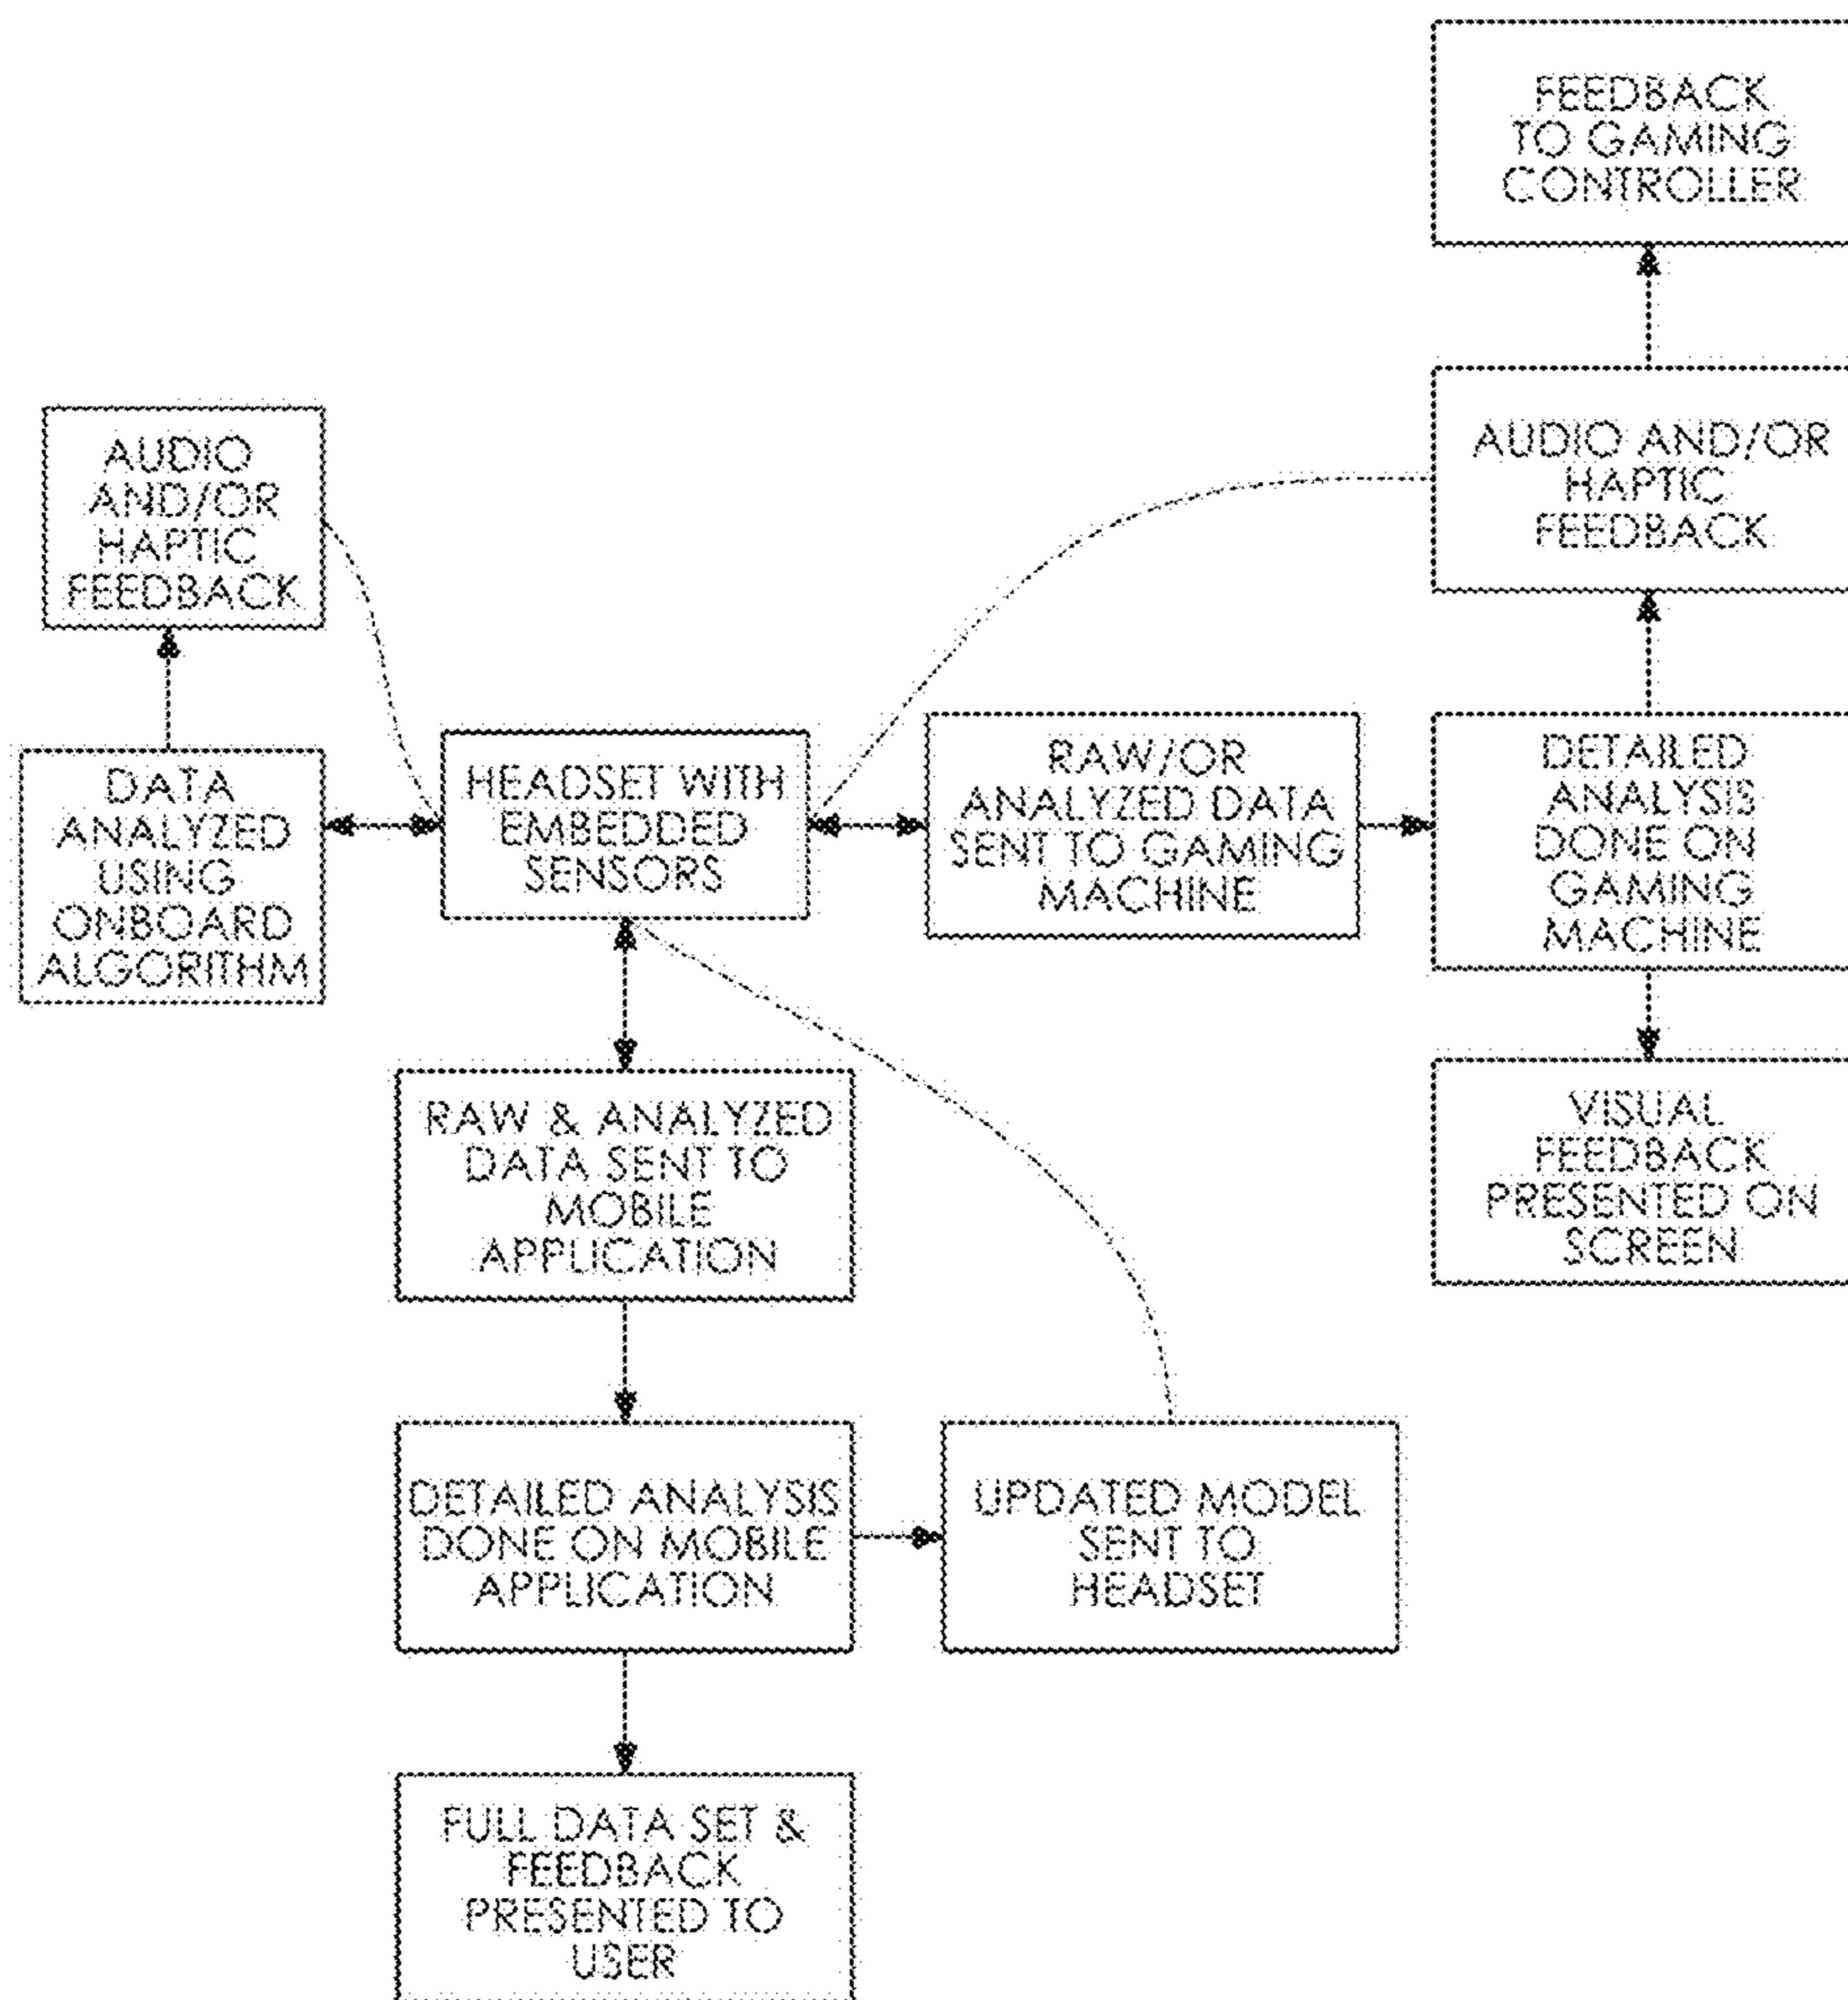 FEEDBACK
TO GAMING
CONTROLLER
AUDIO AND/OR
HAPTIC
FEEDBACK
AUDIO
AND/OR
HAPTIC
FEEDBACK
DATA
ANALYZED
USING
ONBOARD
ALGORITHM
HEADSET WITH
EMBEDDED
SENSORS
RAW/OR
ANALYZED DATA
SENT TO GAMING
MACHINE
DETAILED
ANALYSIS
DONE ON
GAMING
MACHINE
RAW & ANALYZED
DATA SENT TO
MOBILE
APPLICATION
VISUAL
FEEDBACK
PRESENTED ON
SCREEN
DETAILED ANALYSIS
DONE ON MOBILE
APPLICATION
UPDATED MODEL
SENT TO
HEADSET
FULL DATA SET &
FEEDBACK
PRESENTED TO
USER